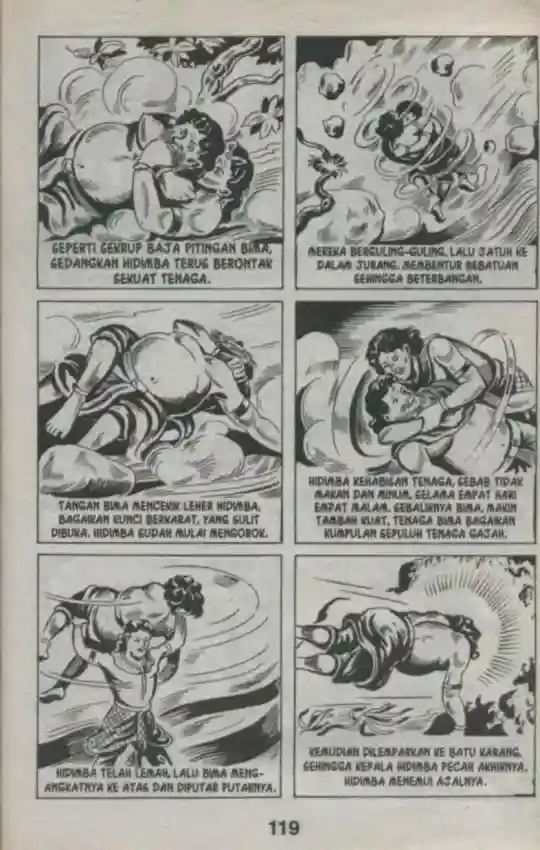 SEPERTI SEKRUP BAJA PITINGAN BIMA,
SEDANGKAN HIDIMBA TERUS BERONTAK
SEKUAT TENAGA.
MEREKA BERGULING-GULING, LALU JATUH KE
DALAM JURANG, MEMBENTUR BEBATUAN
SEHINGGA BETERBANGAN.
TANGAN BIMA MENCEKIK LEHER HIDIMBA,
BAGAIKAN KUNCI BERKARAT, YANG SULIT
DIBUKA. HIDIMBA SUDAH MULAI MENGOROK.
HIDIMBA KEHABISAN TENAGA, SEBAB TIDAK
MAKAN DAN MINUM, SELAMA EMPAT HARI
EMPAT MALAM. SEBALIKNYA BIMA, MAKIN
TAMBAH KUAT, TENAGA BIMA BAGAIKAN
KUMPULAN SEPULUH TENAGA GAJAH.
HIDIMBA TELAH LEMAH, LALU BIMA MENG-
ANGKATNYA KE ATAS DAN DIPUTAR PUTARNYA.
KEMUDIAN DILEMPARKAN KE BATU KARANG,
SEHINGGA KEPALA HIDIMBA PECAH AKHIRNYA.
HIDIMBA MENEMUI AJALNYA.
119